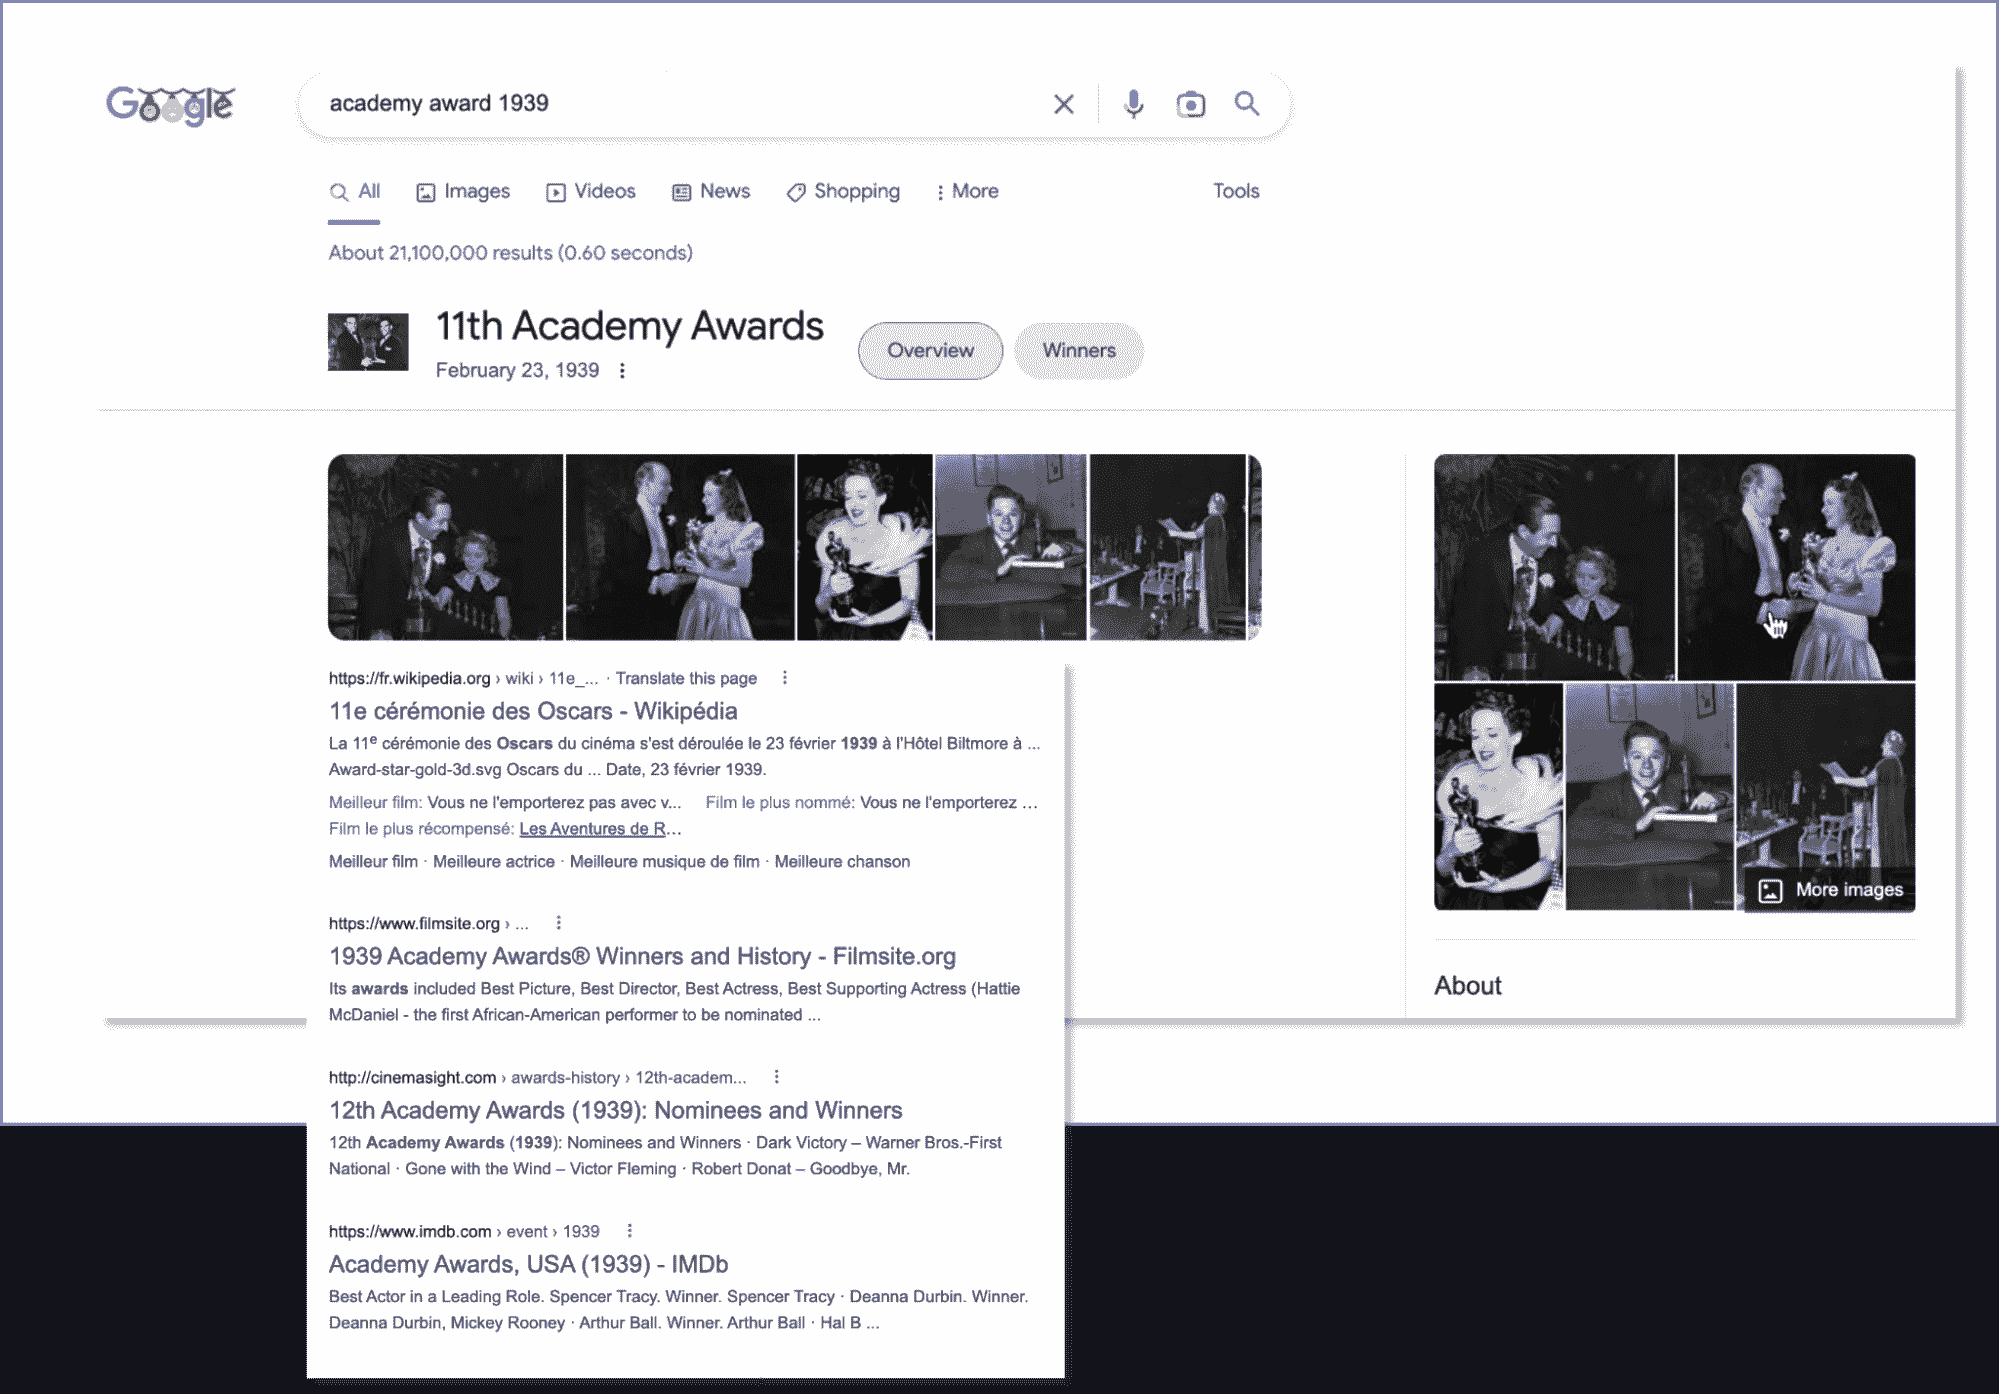 Google
academy award 1939
All Images Videos News Shopping More Tools
About 21,100,000 results (0.60 seconds)
11th Academy Awards
February 23, 1939
Overview Winners
https://fr.wikipedia.org › wiki › 11e_... · Translate this page
11e cérémonie des Oscars - Wikipédia
La 11ᵉ cérémonie des Oscars du cinéma s'est déroulée le 23 février 1939 à l'Hôtel Biltmore à ...
Award-star-gold-3d.svg Oscars du ... Date, 23 février 1939.
Meilleur film: Vous ne l'emporterez pas avec v... Film le plus nommé: Vous ne l'emporterez ...
Film le plus récompensé: Les Aventures de R...
Meilleur film · Meilleure actrice · Meilleure musique de film · Meilleure chanson
https://www.filmsite.org › ...
1939 Academy Awards® Winners and History - Filmsite.org
Its awards included Best Picture, Best Director, Best Actress, Best Supporting Actress (Hattie
McDaniel - the first African-American performer to be nominated ...
http://cinemasight.com › awards-history › 12th-academ...
12th Academy Awards (1939): Nominees and Winners
12th Academy Awards (1939): Nominees and Winners · Dark Victory – Warner Bros.-First
National · Gone with the Wind – Victor Fleming · Robert Donat – Goodbye, Mr.
https://www.imdb.com › event › 1939
Academy Awards, USA (1939) - IMDb
Best Actor in a Leading Role. Spencer Tracy. Winner. Spencer Tracy · Deanna Durbin. Winner.
Deanna Durbin, Mickey Rooney · Arthur Ball. Winner. Arthur Ball · Hal B ...
More images
About